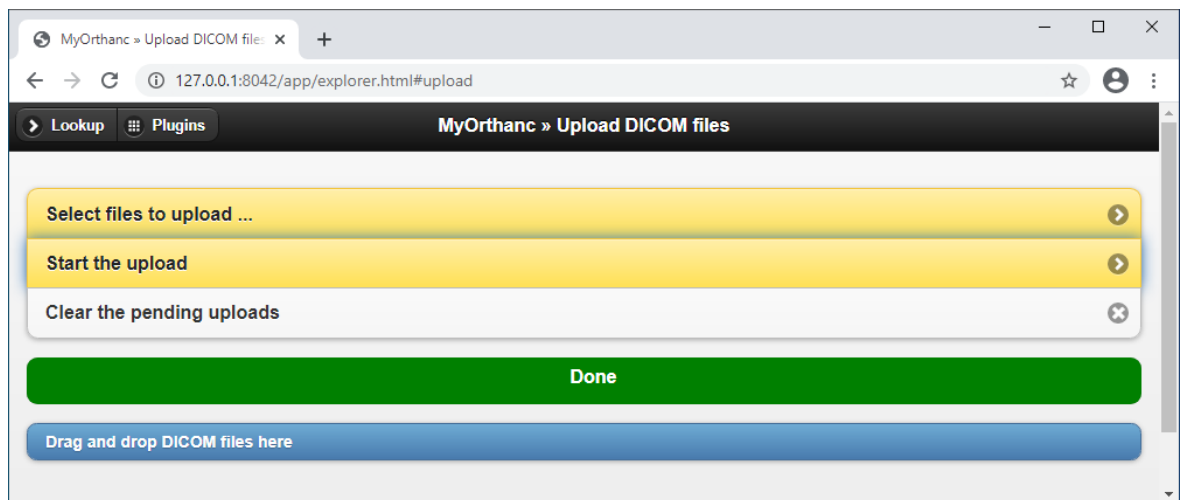 MyOrthanc » Upload DICOM file
127.0.0.1:8042/app/explorer.html#upload
Lookup Plugins MyOrthanc » Upload DICOM files
Select files to upload ...
Start the upload
Clear the pending uploads
Done
Drag and drop DICOM files here